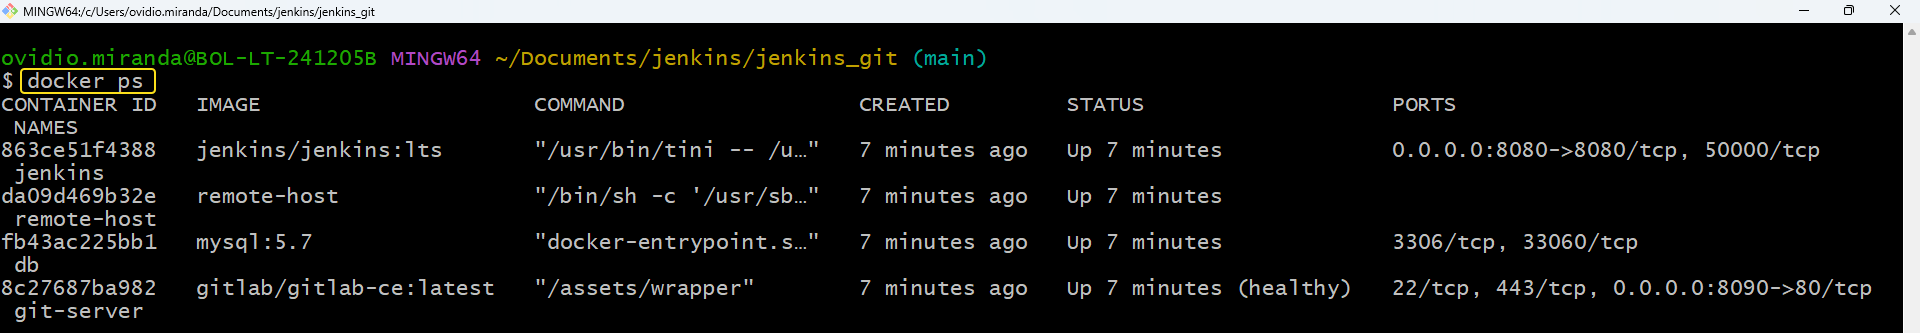 MINGW64:/c/Users/ovidio.miranda/Documents/jenkins/jenkins_git
ovidio.miranda@BOL-LT-241205B MINGW64 ~/Documents/jenkins/jenkins_git (main)
$ docker ps
CONTAINER ID   IMAGE                     COMMAND                  CREATED         STATUS                   PORTS
 NAMES
863ce51f4388   jenkins/jenkins:lts       "/usr/bin/tini -- /u…"   7 minutes ago   Up 7 minutes             0.0.0.0:8080->8080/tcp, 50000/tcp
 jenkins
da09d469b32e   remote-host               "/bin/sh -c '/usr/sb…"   7 minutes ago   Up 7 minutes
 remote-host
fb43ac225bb1   mysql:5.7                 "docker-entrypoint.s…"   7 minutes ago   Up 7 minutes             3306/tcp, 33060/tcp
 db
8c27687ba982   gitlab/gitlab-ce:latest   "/assets/wrapper"        7 minutes ago   Up 7 minutes (healthy)   22/tcp, 443/tcp, 0.0.0.0:8090->80/tcp
 git-server